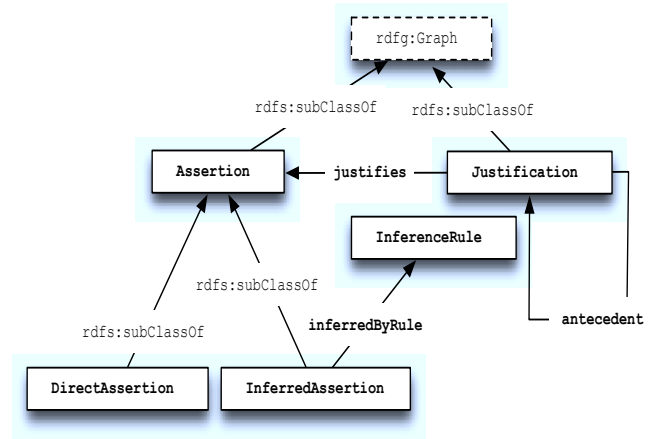 rdfg:Graph
rdfs:subClassOf
rdfs:subClassOf
Assertion
justifies
Justification
InferenceRule
rdfs:subClassOf
inferredByRule
antecedent
rdfs:subClassOf
DirectAssertion
InferredAssertion